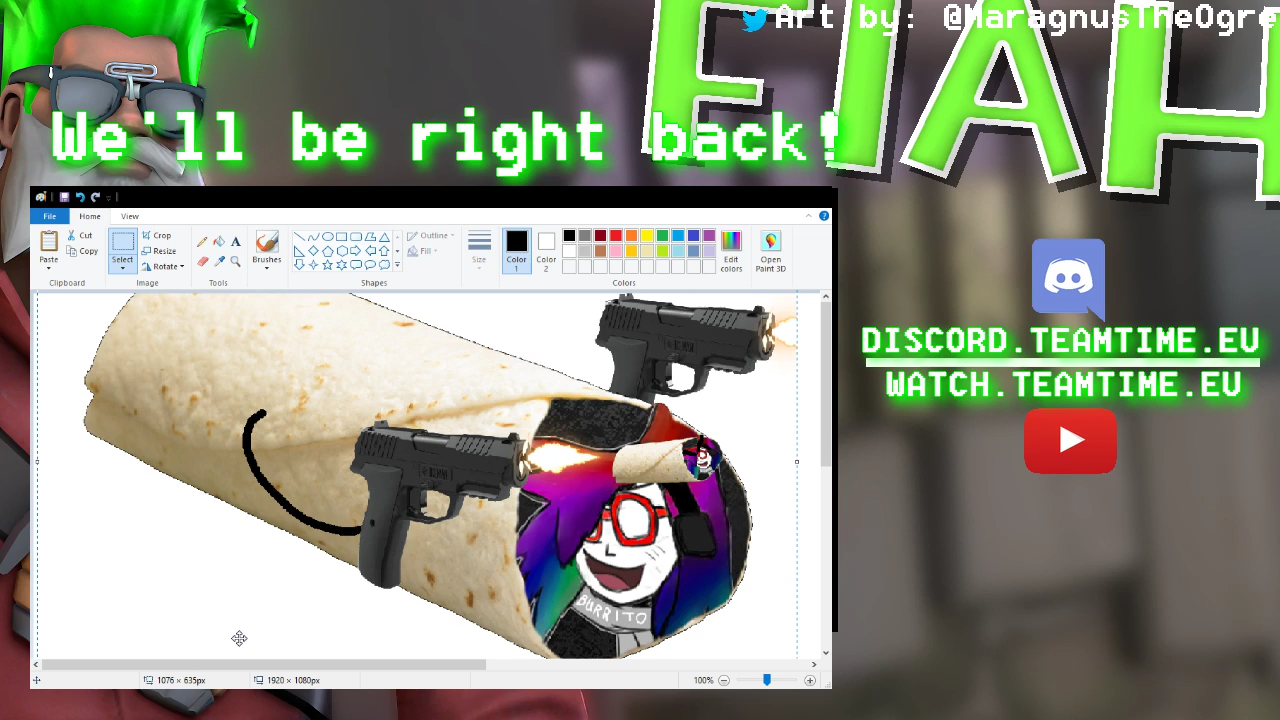 Art by: @MaragnusTheOgre
FIAH
We'll be right back!
File Home View
Cut
Copy
Paste
Crop
Resize
Rotate
Select
Brushes
Outline
Fill
Size
Color
1
Color
2
Edit
colors
Open
Paint 3D
Clipboard
Image
Tools
Shapes
Colors
BURRITO
DISCORD.TEAMTIME.EU
WATCH.TEAMTIME.EU
1076 × 635px
1920 × 1080px
100%